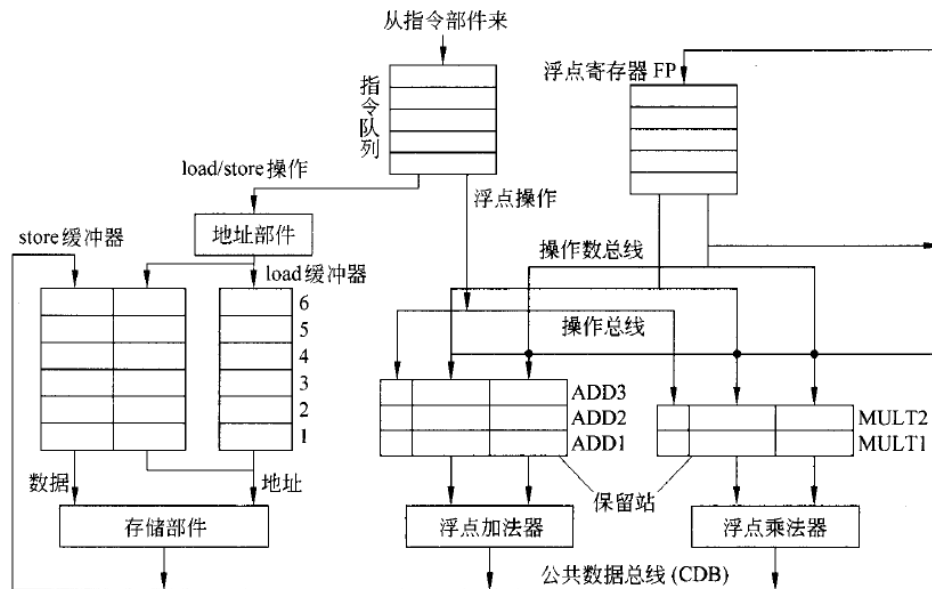 从指令部件来
浮点寄存器 FP
指令队列
load/store操作
浮点操作
地址部件
store缓冲器
操作数总线
load缓冲器
6
5
4
3
2
1
操作总线
ADD3
ADD2
ADD1
MULT2
MULT1
数据
地址
保留站
存储部件
浮点加法器
浮点乘法器
公共数据总线 (CDB)